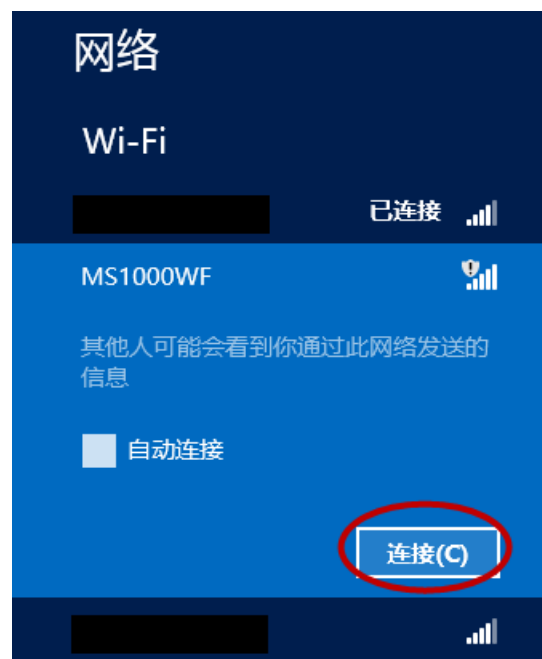 网络
Wi-Fi
已连接
MS1000WF
其他人可能会看到你通过此网络发送的
信息
自动连接
连接(C)